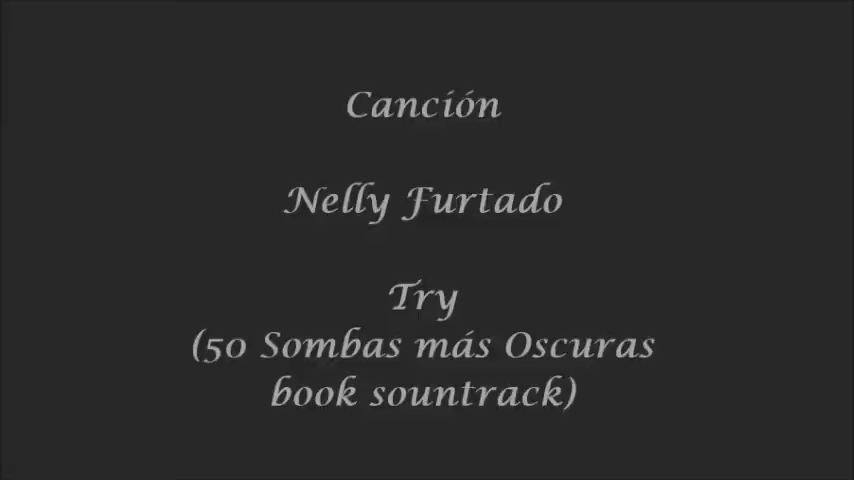 Canción
Nelly Furtado
Try
(50 Sombas más Oscuras
book sountrack)